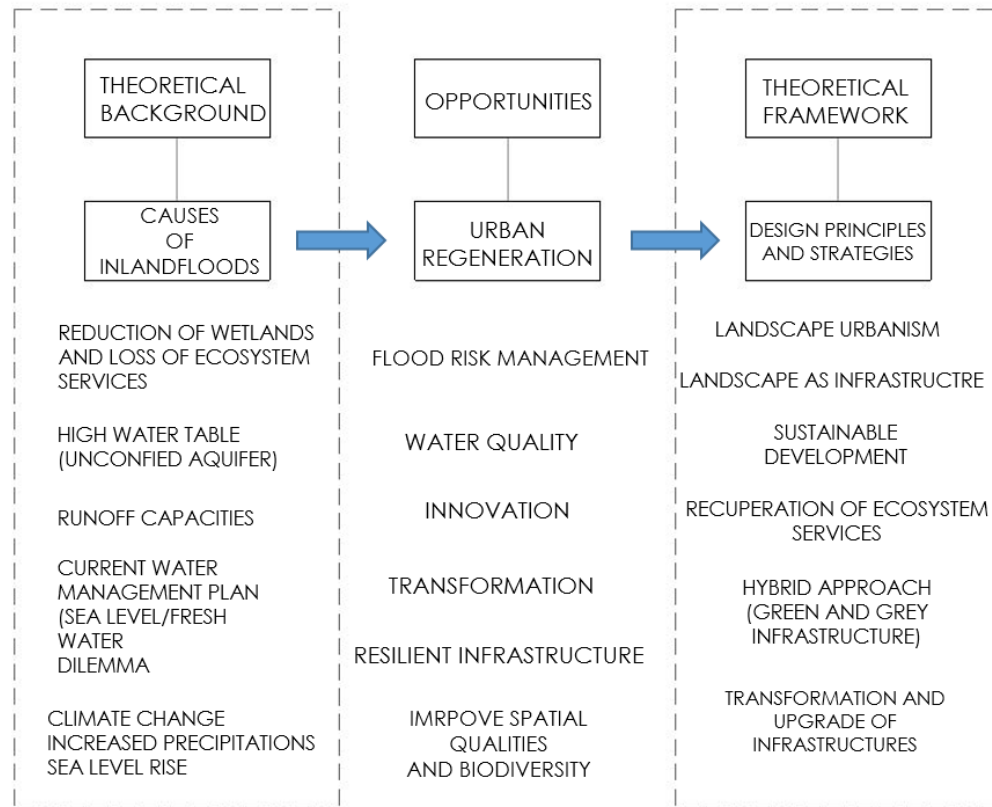 THEORETICAL
BACKGROUND
CAUSES
OF
INLANDFLOODS
REDUCTION OF WETLANDS
AND LOSS OF ECOSYSTEM
SERVICES
HIGH WATER TABLE
(UNCONFIED AQUIFER)
RUNOFF CAPACITIES
CURRENT WATER
MANAGEMENT PLAN
(SEA LEVEL/FRESH
WATER
DILEMMA
CLIMATE CHANGE
INCREASED PRECIPITATIONS
SEA LEVEL RISE
OPPORTUNITIES
URBAN
REGENERATION
FLOOD RISK MANAGEMENT
WATER QUALITY
INNOVATION
TRANSFORMATION
RESILIENT INFRASTRUCTURE
IMRPOVE SPATIAL
QUALITIES
AND BIODIVERSITY
THEORETICAL
FRAMEWORK
DESIGN PRINCIPLES
AND STRATEGIES
LANDSCAPE URBANISM
LANDSCAPE AS INFRASTRUCTRE
SUSTAINABLE
DEVELOPMENT
RECUPERATION OF ECOSYSTEM
SERVICES
HYBRID APPROACH
(GREEN AND GREY
INFRASTRUCTURE)
TRANSFORMATION AND
UPGRADE OF
INFRASTRUCTURES